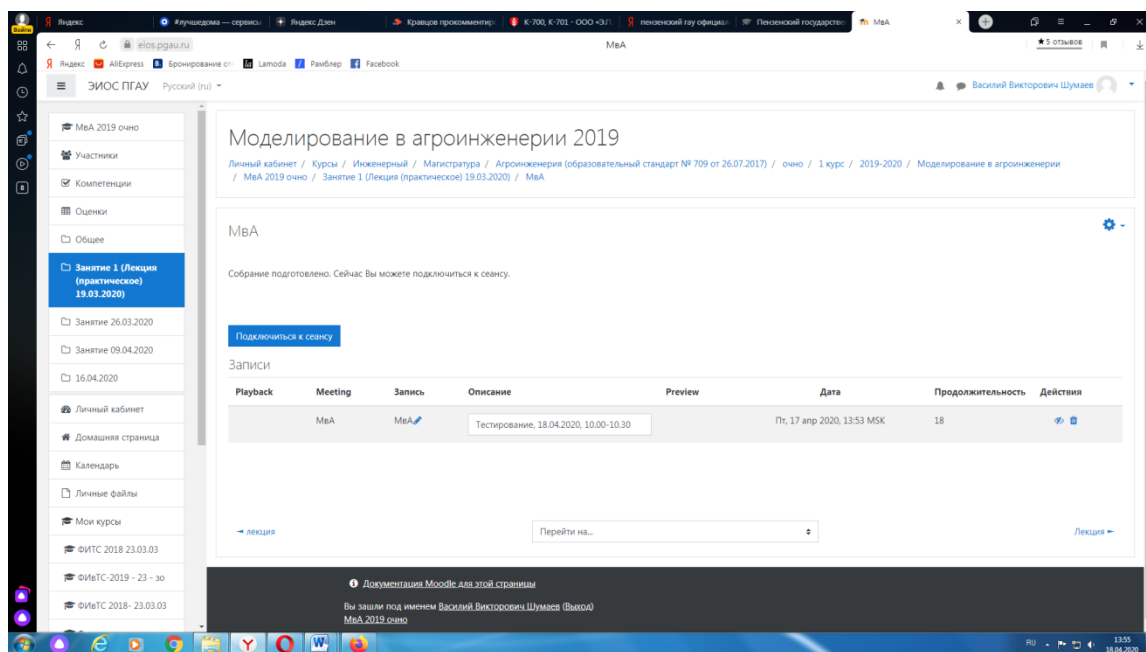 Войти
Яндекс
#лучшедома — сервисы
Яндекс.Дзен
Кравцов прокомментир
К-700, К-701 - ООО «ЭЛ
пензенский гау официал
Пензенский государстве
МвА
eios.pgau.ru
МвА
★ 5 отзывов
Яндекс
AliExpress
Бронирование от
Lamoda
Рамблер
Facebook
ЭИОС ПГАУ
Русский (ru)
Василий Викторович Шумаев
МвА 2019 очно
Участники
Компетенции
Оценки
Общее
Занятие 1 (Лекция
(практическое)
19.03.2020)
Занятие 26.03.2020
Занятие 09.04.2020
16.04.2020
Личный кабинет
Домашняя страница
Календарь
Личные файлы
Мои курсы
ФИТС 2018 23.03.03
ФИвТС-2019 - 23 - зо
ФИвТС 2018- 23.03.03
Моделирование в агроинженерии 2019
Личный кабинет / Курсы / Инженерный / Магистратура / Агроинженерия (образовательный стандарт № 709 от 26.07.2017) / очно / 1 курс / 2019-2020 / Моделирование в агроинженерии
/ МвА 2019 очно / Занятие 1 (Лекция (практическое) 19.03.2020) / МвА
МвА
Собрание подготовлено. Сейчас Вы можете подключиться к сеансу.
Подключиться к сеансу
Записи
Playback Meeting Запись Описание Preview Дата Продолжительность Действия
МвА МвА Тестирование, 18.04.2020, 10.00-10.30 Пт, 17 апр 2020, 13:53 MSK 18
◄ лекция
Перейти на...
Лекция ►
Документация Moodle для этой страницы
Вы зашли под именем Василий Викторович Шумаев (Выход)
МвА 2019 очно
RU
13:55
18.04.2020